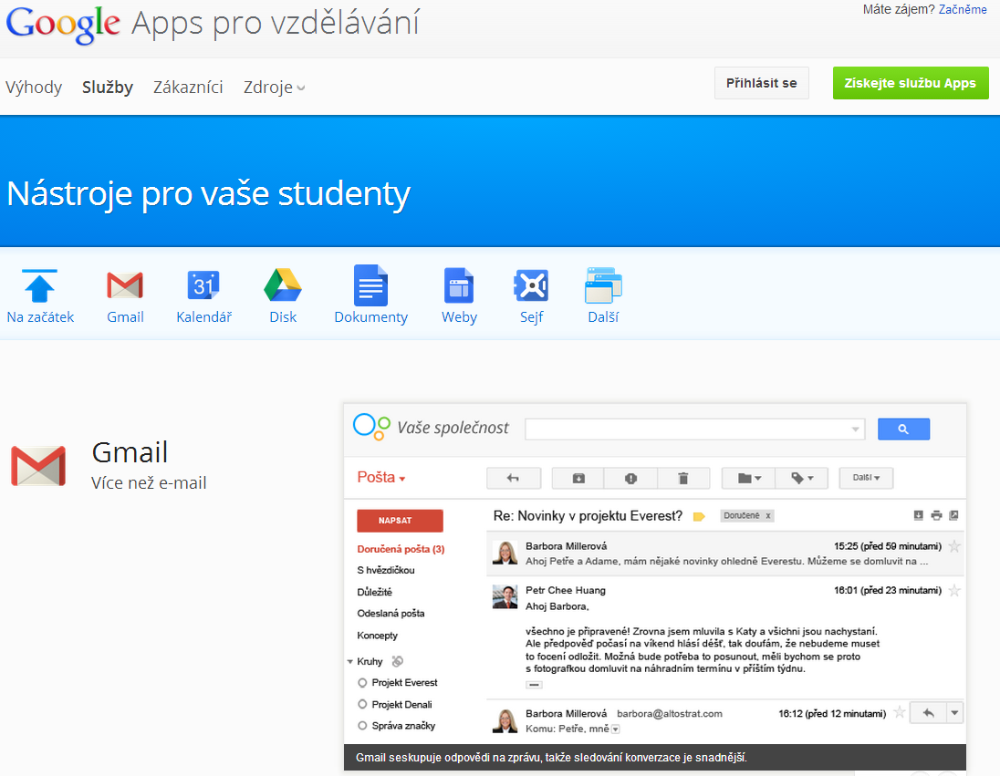 Google Apps pro vzdělávání
Máte zájem? Začněme
Výhody Služby Zákazníci Zdroje
Přihlásit se
Získejte službu Apps
Nástroje pro vaše studenty
31
Na začátek Gmail Kalendář Disk Dokumenty Weby Sejf Další
Gmail
Více než e-mail
Vaše společnost
Pošta
Další
NAPSAT
Doručená pošta (3)
S hvězdičkou
Důležité
Odeslaná pošta
Koncepty
Kruhy
Projekt Everest
Projekt Denali
Správa značky
Re: Novinky v projektu Everest? Doručené x
Barbora Millerová 15:25 (před 59 minutami)
Ahoj Petře a Adame, mám nějaké novinky ohledně Everestu. Můžeme se domluvit na ...
Petr Chee Huang 16:01 (před 23 minutami)
Ahoj Barbora,
všechno je připravené! Zrovna jsem mluvila s Katy a všichni jsou nachystaní.
Ale předpověď počasí na víkend hlásí déšť, tak doufám, že nebudeme muset
to focení odložit. Možná bude potřeba to posunout, měli bychom se proto
s fotografkou domluvit na náhradním termínu v příštím týdnu.
Barbora Millerová barbora@altostrat.com 16:12 (před 12 minutami)
Komu: Petře, mně
Gmail seskupuje odpovědi na zprávu, takže sledování konverzace je snadnější.